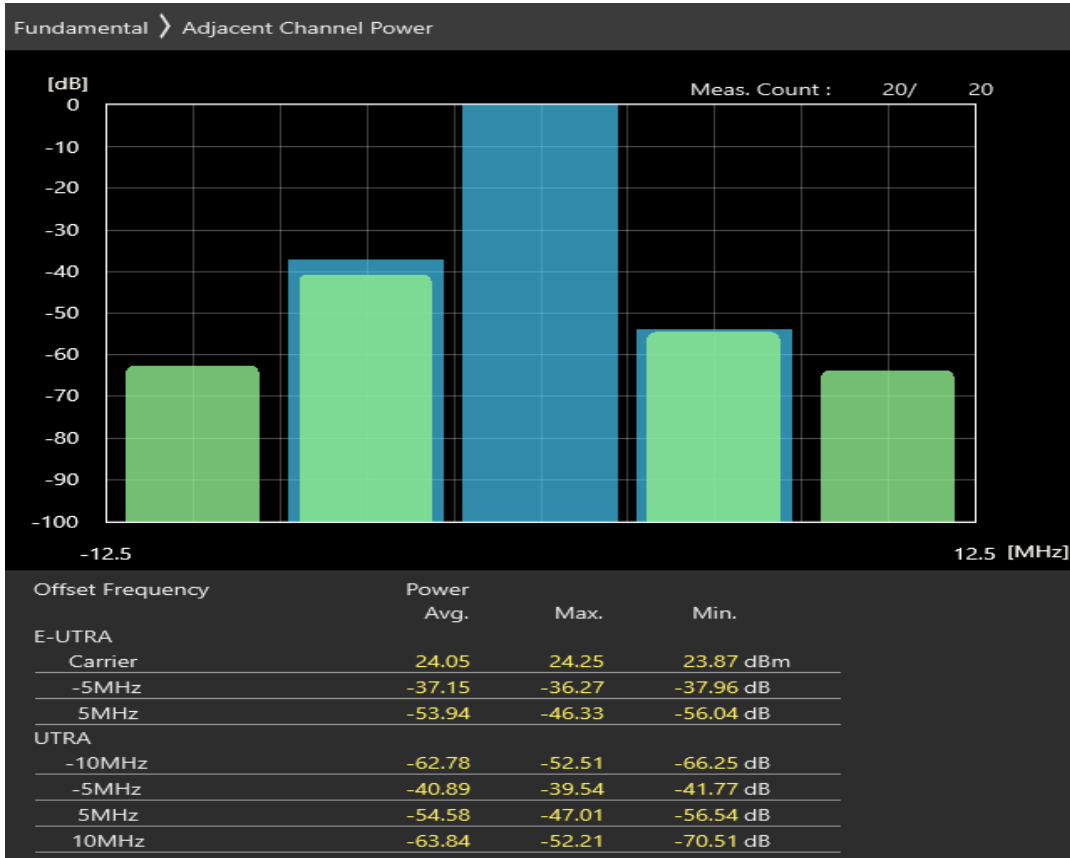 Fundamental 〉 Adjacent Channel Power
[dB]
Meas. Count : 20/ 20
0
-10
-20
-30
-40
-50
-60
-70
-80
-90
-100
-12.5 12.5 [MHz]
Offset Frequency Power
Avg. Max. Min.
E-UTRA
Carrier 24.05 24.25 23.87 dBm
-5MHz -37.15 -36.27 -37.96 dB
5MHz -53.94 -46.33 -56.04 dB
UTRA
-10MHz -62.78 -52.51 -66.25 dB
-5MHz -40.89 -39.54 -41.77 dB
5MHz -54.58 -47.01 -56.54 dB
10MHz -63.84 -52.21 -70.51 dB